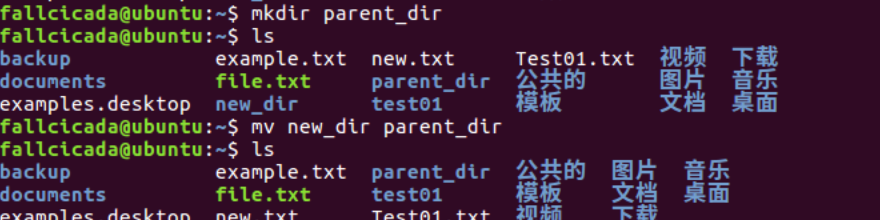 fallcicada@ubuntu:~$ mkdir parent_dir
fallcicada@ubuntu:~$ ls
backup example.txt new.txt Test01.txt 视频 下载
documents file.txt parent_dir 公共的 图片 音乐
examples.desktop new_dir test01 模板 文档 桌面
fallcicada@ubuntu:~$ mv new_dir parent_dir
fallcicada@ubuntu:~$ ls
backup example.txt parent_dir 公共的 图片 音乐
documents file.txt test01 模板 文档 桌面
examples.desktop new.txt Test01.txt 视频 下载